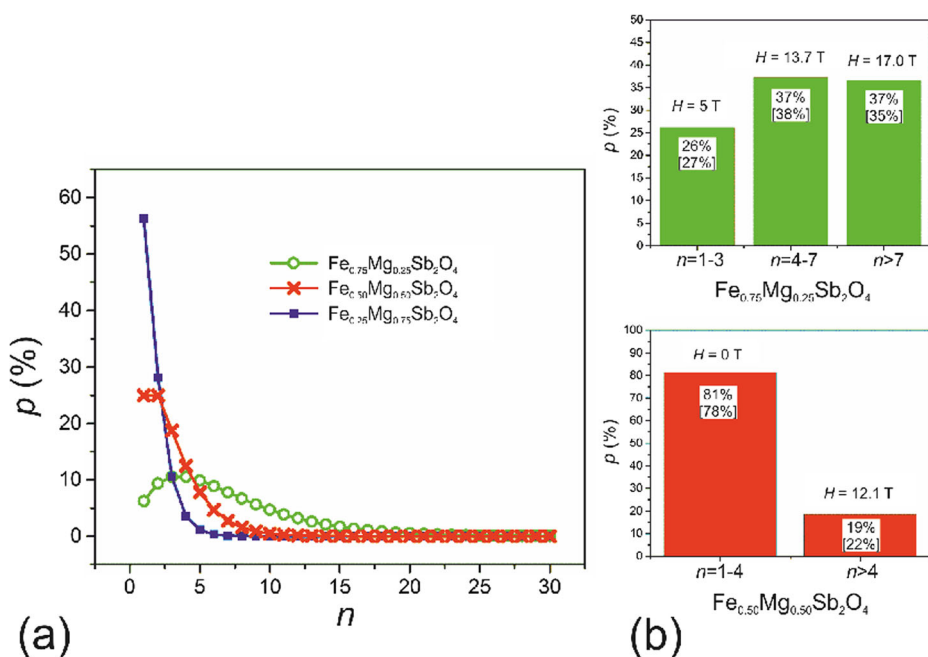 60
50
40
30
20
10
0
p (%)
0 5 10 15 20 25 30
n
Fe0.75Mg0.25Sb2O4
Fe0.50Mg0.50Sb2O4
Fe0.25Mg0.75Sb2O4
(a)
50
45
40
35
30
25
20
15
10
5
0
p (%)
H = 5 T
H = 13.7 T
H = 17.0 T
26%
[27%]
37%
[38%]
37%
[35%]
n=1-3 n=4-7 n>7
Fe0.75Mg0.25Sb2O4
100
90
80
70
60
50
40
30
20
10
0
p (%)
H = 0 T
81%
[78%]
H = 12.1 T
19%
[22%]
n=1-4 n>4
Fe0.50Mg0.50Sb2O4
(b)